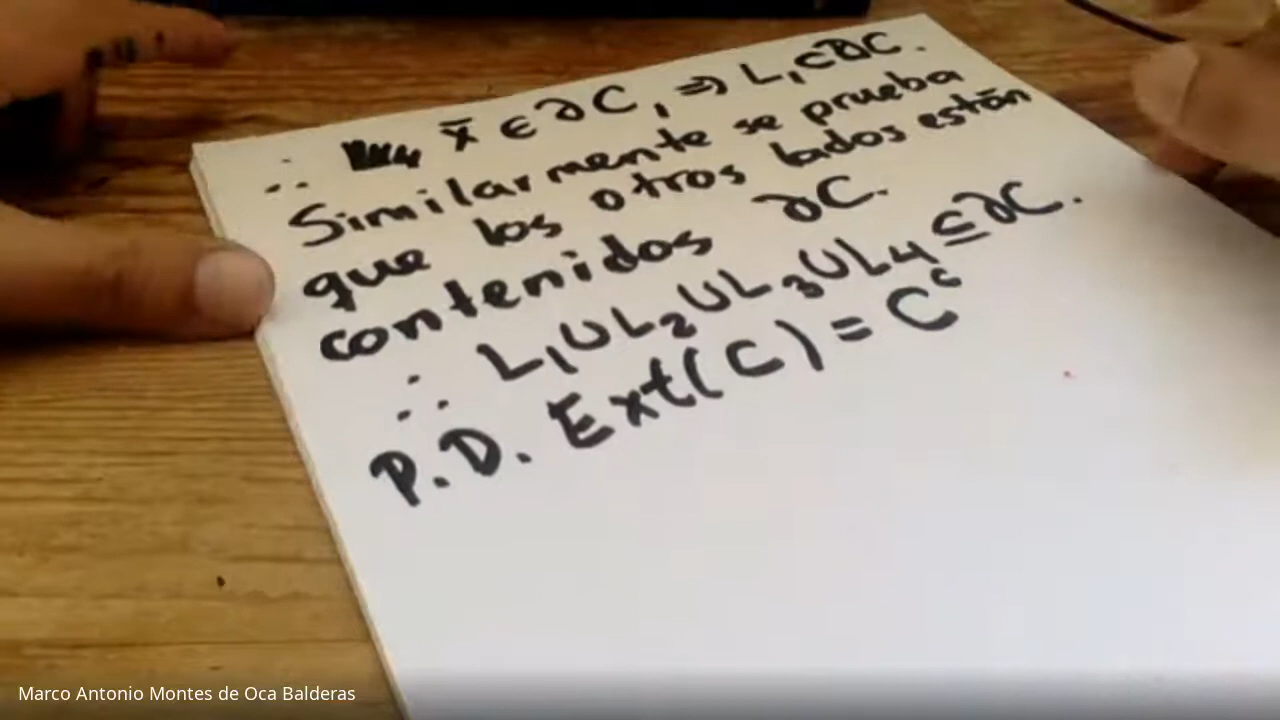 ∴ x̄ ∈ ∂C, ⇒ L₁ ⊂ ∂C.
Similarmente se prueba
que los otros lados están
contenidos ∂C.
∴ L₁∪L₂∪L₃∪L₄ ⊆ ∂C.
P.D. Ext(C) = Cᶜ
Marco Antonio Montes de Oca Balderas